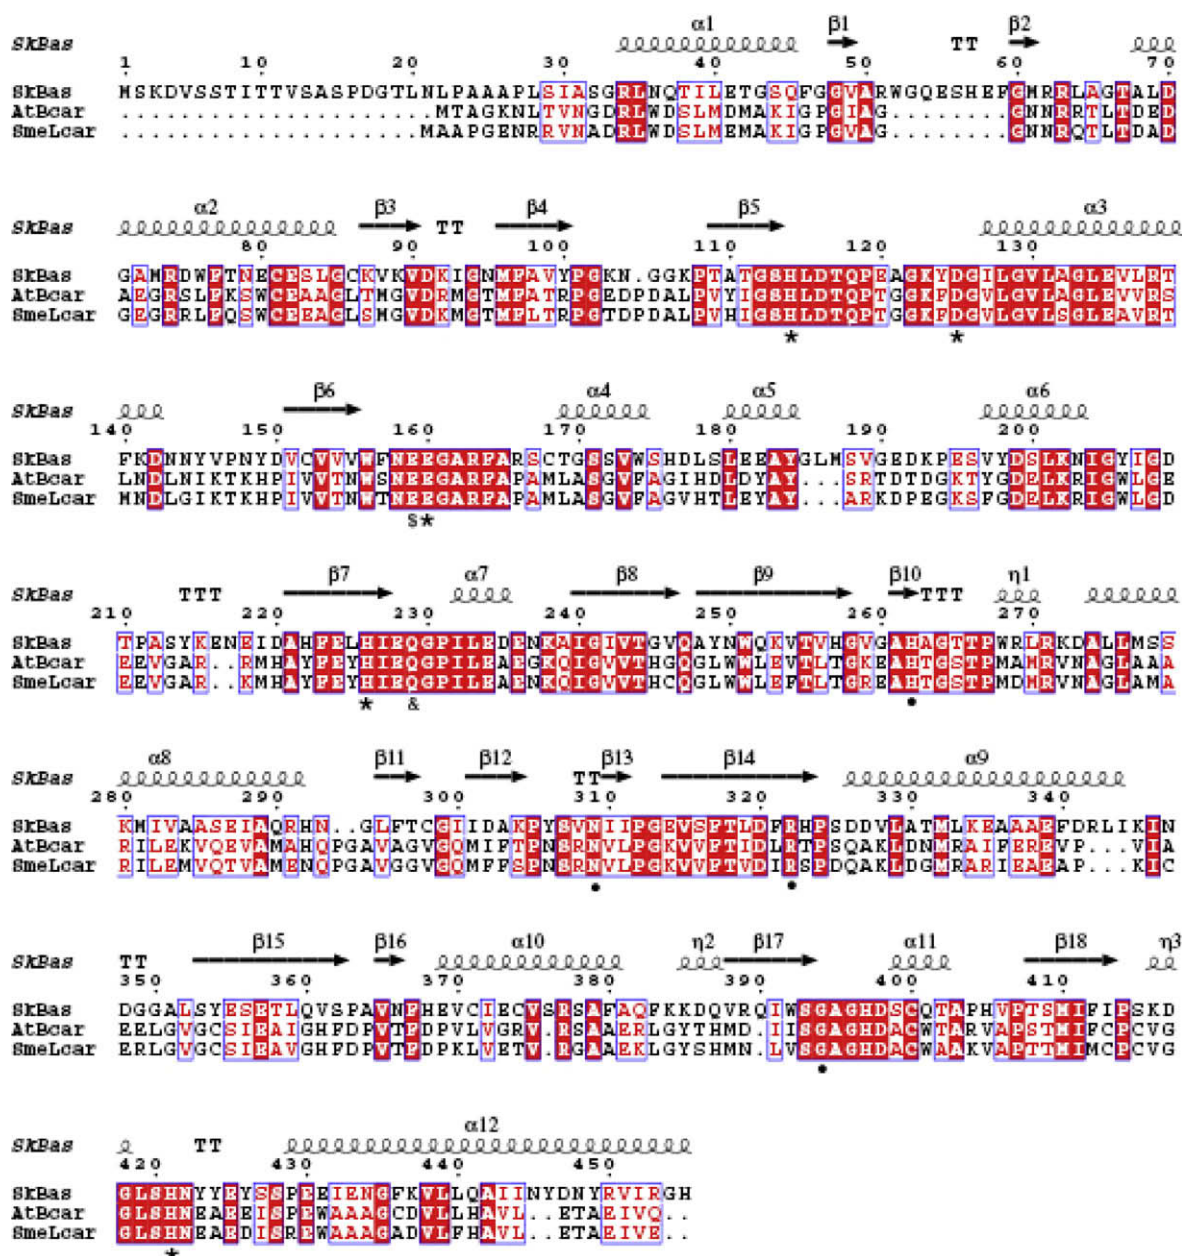 SkBas α1 β1 TT β2
1 10 20 30 40 50 60 70
SkBas MSKDVSSTITTVSASPDGTLNLPAAAPLSIASGRLNQTILETGSQFGGVARWGQESHEFGMRRLAGTALD
AtBcar .....................MTAGKNLTVNGDRLWDSLMDMAKIGPGIAG........GNNRRTLTDED
SmeLcar ....................MAAPGENRRVNADRLWDSLMEMAKIGPGVAG........GNNRQTLTDAD
SkBas α2 β3 TT β4 β5 α3
80 90 100 110 120 130
SkBas GAMRDWFTNECESLGCKVKVDKIGNMFAVYPGKN.GGKPTATGSHLDTQPEAGKYDGILGVLAGLEVLRT
AtBcar AEGRSLFKSWCEAAGLTMGVDRMGTMFATRPGEDPDALPVYIGSHLDTQPTGGKFDGVLGVLAGLEVVRS
SmeLcar GEGRRLFQSWCEEAGLSMGVDKMGTMFLTRPGTDPDALPVHIGSHLDTQPTGGKFDGVLGVLSGLEAVRT
* *
SkBas β6 α4 α5 α6
140 150 160 170 180 190 200
SkBas FKDNNYVPNYDVCVVVWFNEEGARFARSCTGSSVWSHDLSLEEAYGLMSVGEDKPESVYDSLKNIGYIGD
AtBcar LNDLNIKTKHPIVVTNWSNEEGARFAPAMLASGVFAGIHDLDYAY...SRTDTDGKTYGDELKRIGWLGE
SmeLcar MNDLGIKTKHPIVVTNWTNEEGARFAPAMLASGVFAGVHTLEYAY...ARKDPEGKSFGDELKRIGWLGD
$ *
SkBas TTT β7 α7 β8 β9 β10 TTT η1
210 220 230 240 250 260 270
SkBas TPASYKENEIDAHFELHIEQGPILEDENKAIGIVTGVQAYNWQKVTVHGVGAHAGTTPWRLRKDALLMSS
AtBcar EEVGAR..RMHAYFEYHIEQGPILEAEGKQIGVVTHGQGLWWLEVTLTGKEAHTGSTPMAMRVNAGLAAA
SmeLcar EEVGAR..KMHAYFEYHIEQGPILEAENKQIGVVTHCQGLWWLEFTLTGREAHTGSTPMDMRVNAGLAMA
* & •
SkBas α8 β11 β12 TT β13 β14 α9
280 290 300 310 320 330 340
SkBas KMIVAASEIAQRHN..GLFTCGIIDAKPYSVNIIPGEVSFTLDFRHPSDDVLATMLKEAAAEFDRLIKIN
AtBcar RILEKVQEVAMAHQPGAVAGVGQMIFTPNSRNVLPGKVVFTIDLRTPSQAKLDNMRAIFEREVP...VIA
SmeLcar RILEMVQTVAMENQPGAVGGVGQMFFSPNSRNVLPGKVVFTVDIRSPDQAKLDGMRARIEAEAP...KIC
• •
SkBas TT β15 β16 α10 η2 β17 α11 β18 η3
350 360 370 380 390 400 410
SkBas DGGALSYESETLQVSPAVNFHEVCIECVSRSAFAQFKKDQVRQIWSGAGHDSCQTAPHVPTSMIFIPSKD
AtBcar EELGVGCSIEAIGHFDPVTFDPVLVGRV.RSAAERLGYTHMD.IISGAGHDACWTARVAPSTMIFCPCVG
SmeLcar ERLGVGCSIEAVGHFDPVTFDPKLVETV.RGAAEKLGYSHMN.LVSGAGHDACWAAKVAPTTMIMCPCVG
•
SkBas TT α12
420 430 440 450
SkBas GLSHNYYEYSSPEEIENGFKVLLQAIINYDNYRVIRGH
AtBcar GLSHNEAEEISPEWAAAGCDVLLHAVL..ETAEIVQ..
SmeLcar GLSHNEAEDISREWAAAGADVLFHAVL..ETAEIVE..
*